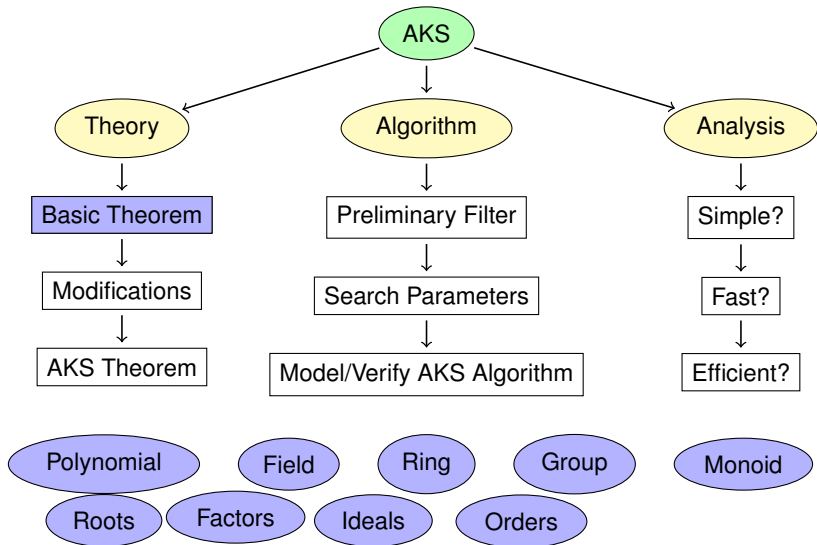 AKS
Theory
Algorithm
Analysis
Basic Theorem
Preliminary Filter
Simple?
Modifications
Search Parameters
Fast?
AKS Theorem
Model/Verify AKS Algorithm
Efficient?
Polynomial
Field
Ring
Group
Monoid
Roots
Factors
Ideals
Orders